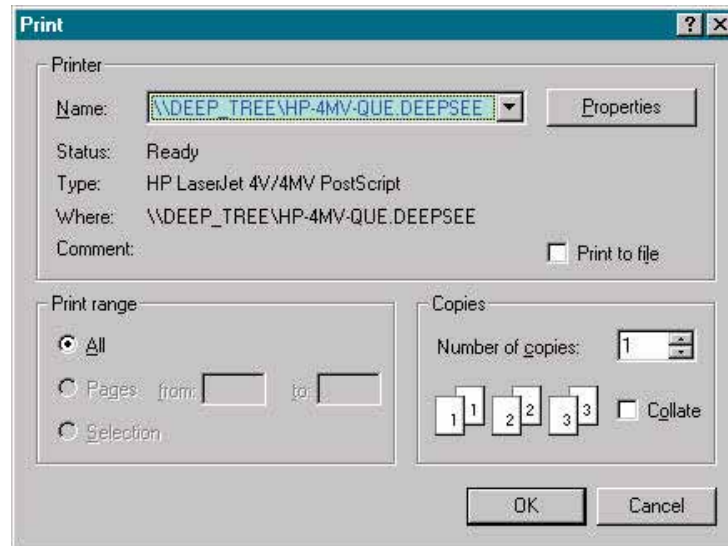 Print
Printer
Name: \\DEEP_TREE\HP-4MV-QUE.DEEPSEE Properties
Status: Ready
Type: HP LaserJet 4V/4MV PostScript
Where: \\DEEP_TREE\HP-4MV-QUE.DEEPSEE
Comment: Print to file
Print range
All
Pages from: to:
Selection
Copies
Number of copies: 1
1 1 2 2 3 3 Collate
OK Cancel